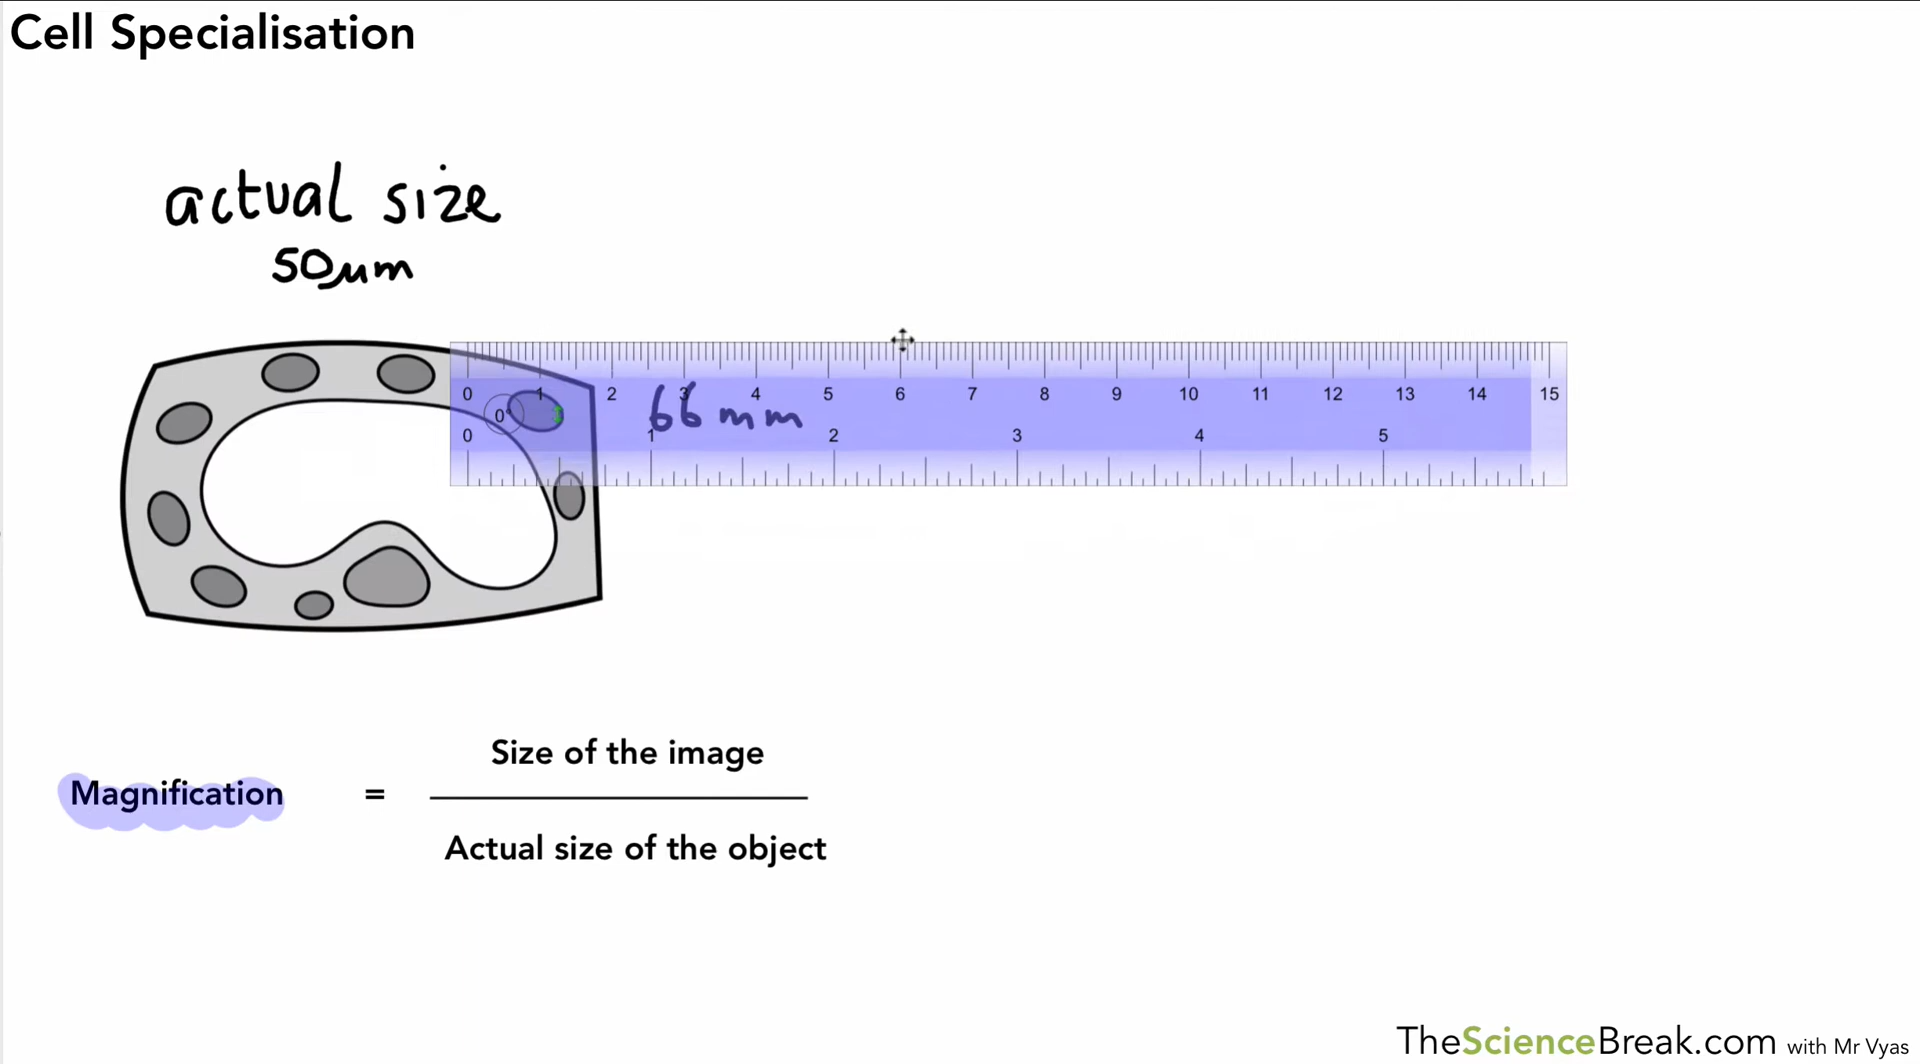 Cell Specialisation
actual size
50µm
0 1 2 3 4 5 6 7 8 9 10 11 12 13 14 15
0° 66mm
0 1 2 3 4 5
Size of the image
Magnification =
Actual size of the object
TheScienceBreak.com with Mr Vyas